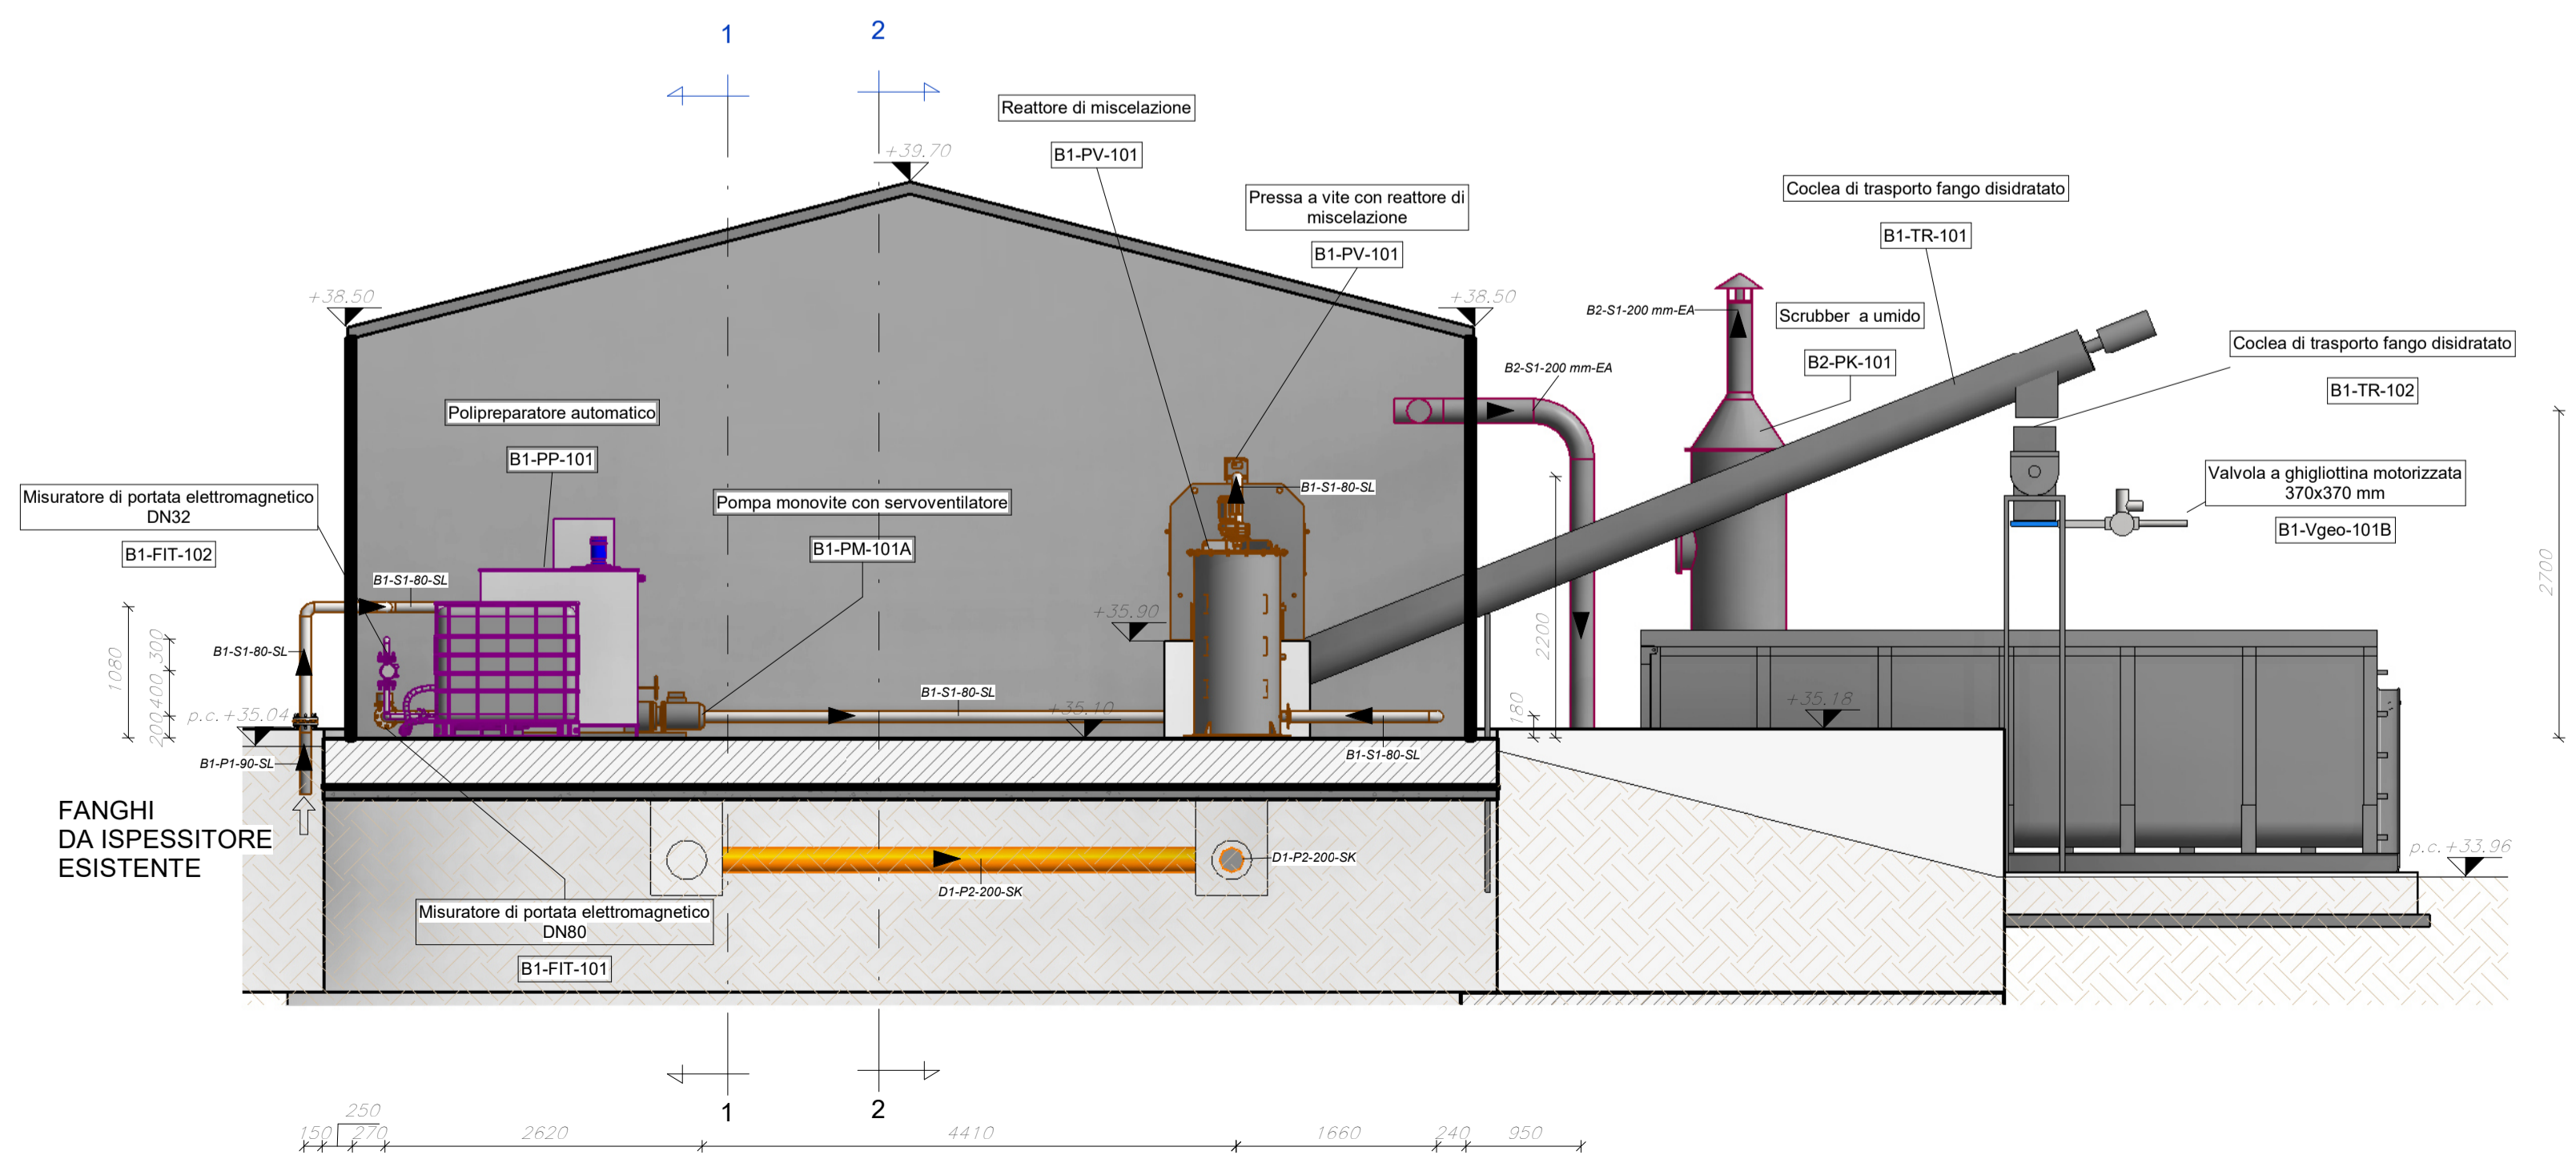 1
2
Reattore di miscelazione
B1-PV-101
+39.70
Pressa a vite con reattore di
miscelazione
B1-PV-101
Coclea di trasporto fango disidratato
B1-TR-101
+38.50
+38.50
B2-S1-200 mm-EA
Scrubber a umido
B2-PK-101
Coclea di trasporto fango disidratato
B1-TR-102
B2-S1-200 mm-EA
Polipreparatore automatico
B1-PP-101
Misuratore di portata elettromagnetico
DN32
B1-FIT-102
Pompa monovite con servoventilatore
B1-PM-101A
B1-S1-80-SL
Valvola a ghigliottina motorizzata
370x370 mm
B1-Vgeo-101B
B1-S1-80-SL
2700
+35.90
2200
1080
300
400
200
B1-S1-80-SL
p.c.+35.04
B1-S1-80-SL
+35.10
180
+35.18
B1-S1-80-SL
B1-P1-90-SL
FANGHI
DA ISPESSITORE
ESISTENTE
D1-P2-200-SK
D1-P2-200-SK
p.c.+33.96
Misuratore di portata elettromagnetico
DN80
B1-FIT-101
1
2
250
150
270
2620
4410
1660
240
950